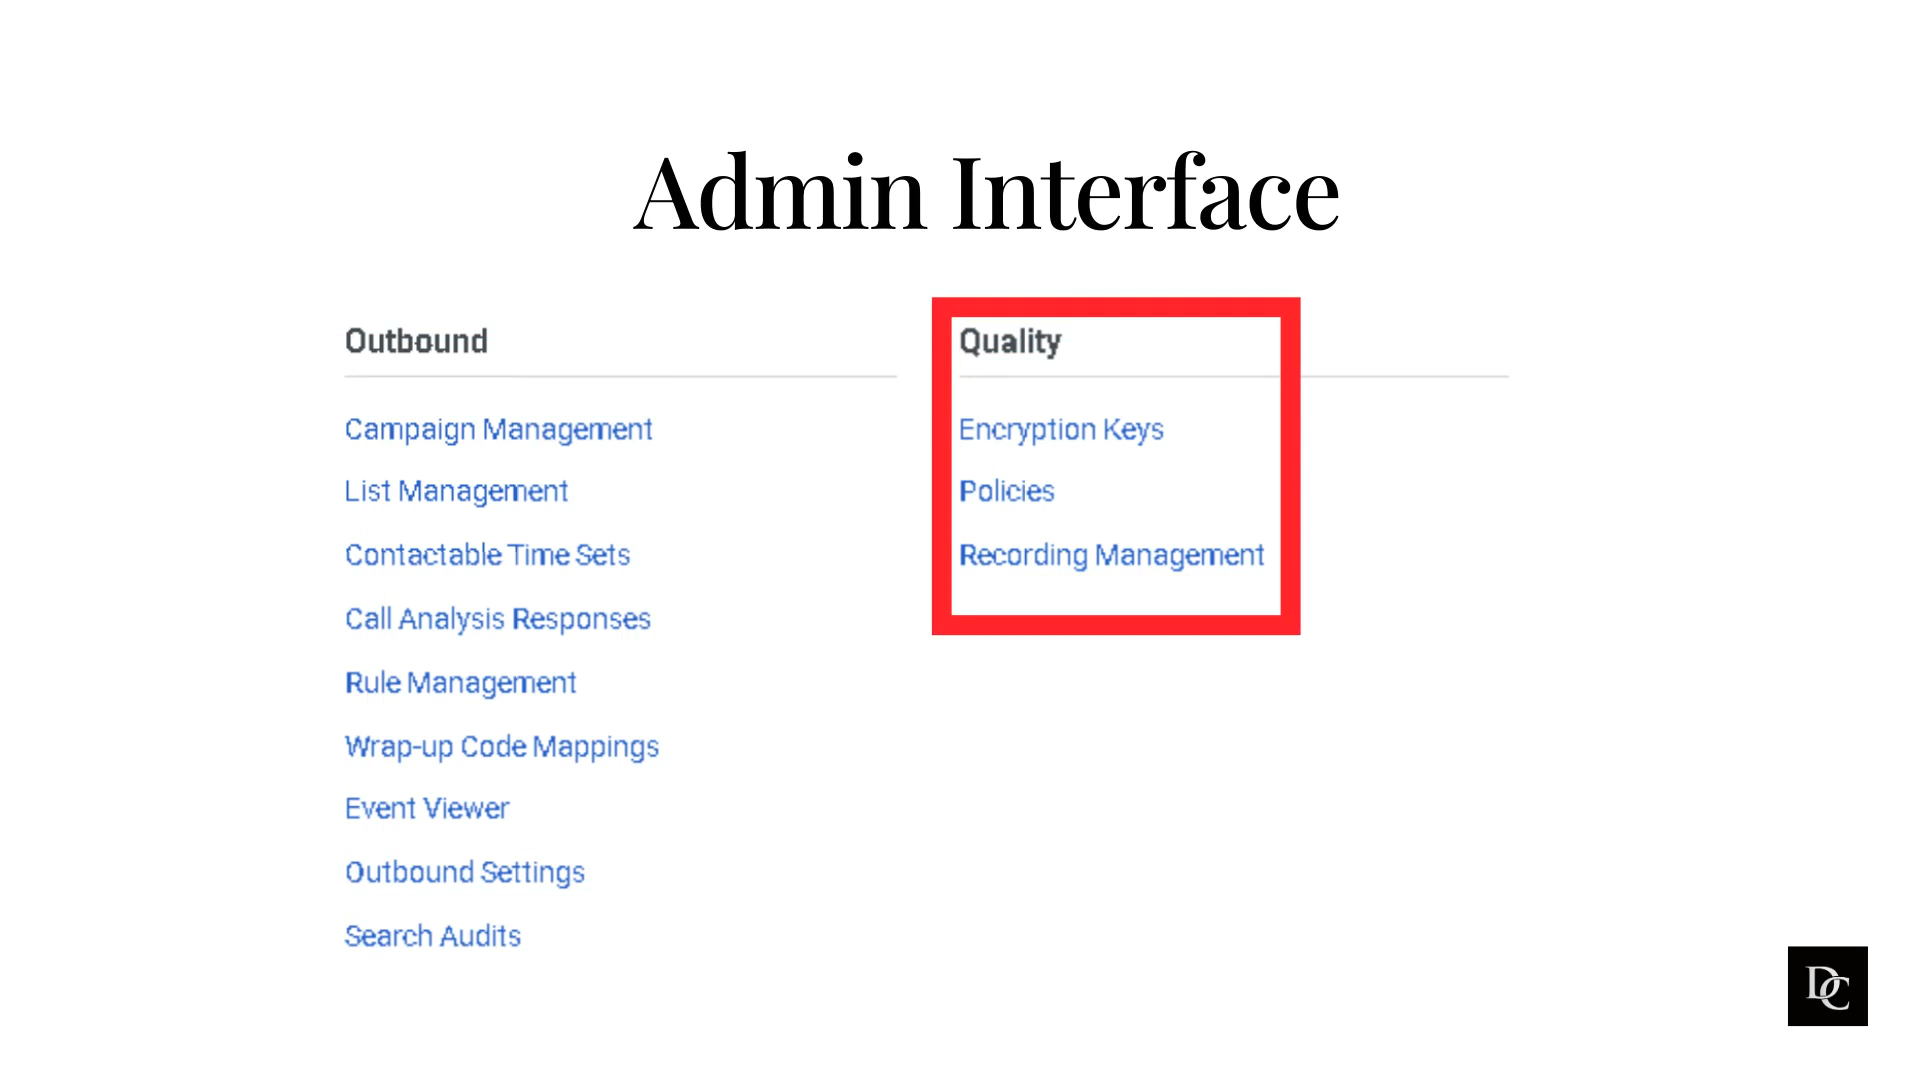 Admin Interface
Outbound
Campaign Management
List Management
Contactable Time Sets
Call Analysis Responses
Rule Management
Wrap-up Code Mappings
Event Viewer
Outbound Settings
Search Audits
Quality
Encryption Keys
Policies
Recording Management
DC